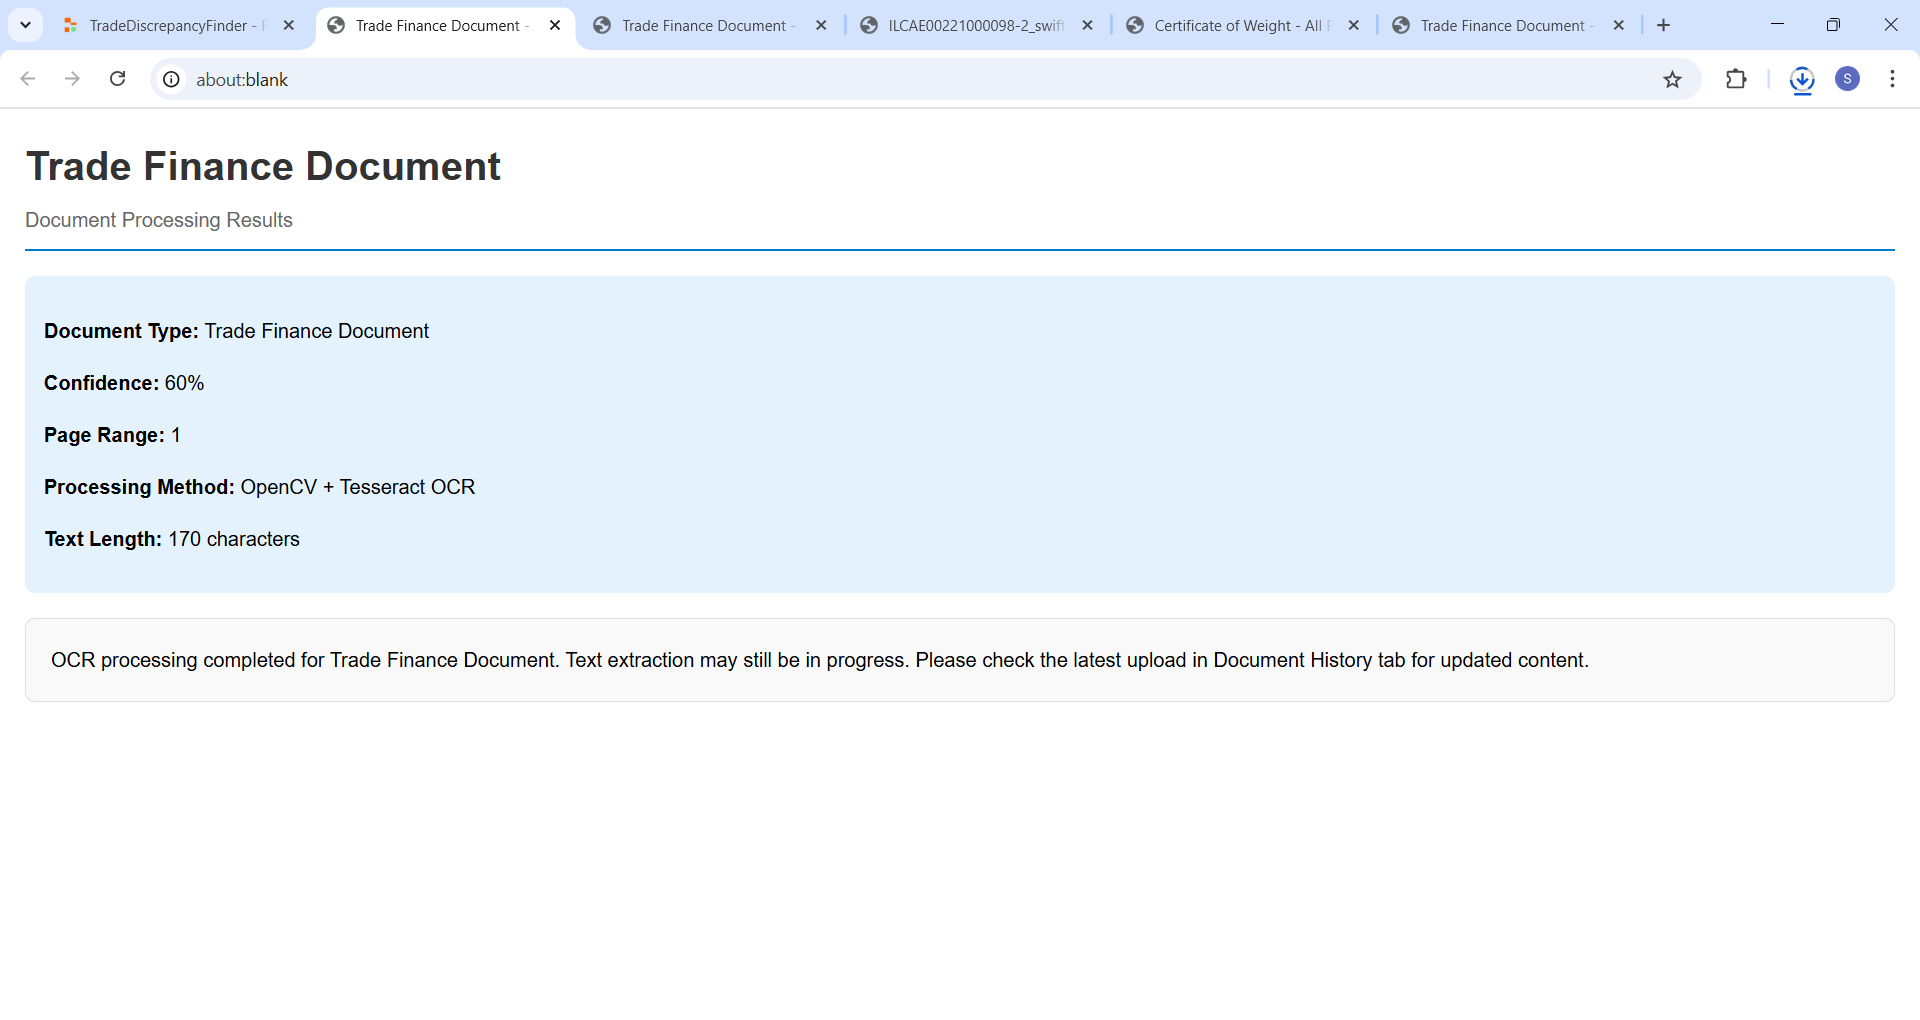 TradeDiscrepancyFinder -
Trade Finance Document -
Trade Finance Document -
ILCAE00221000098-2_swift
Certificate of Weight - All
Trade Finance Document -
about:blank
S
Trade Finance Document
Document Processing Results
Document Type: Trade Finance Document
Confidence: 60%
Page Range: 1
Processing Method: OpenCV + Tesseract OCR
Text Length: 170 characters
OCR processing completed for Trade Finance Document. Text extraction may still be in progress. Please check the latest upload in Document History tab for updated content.